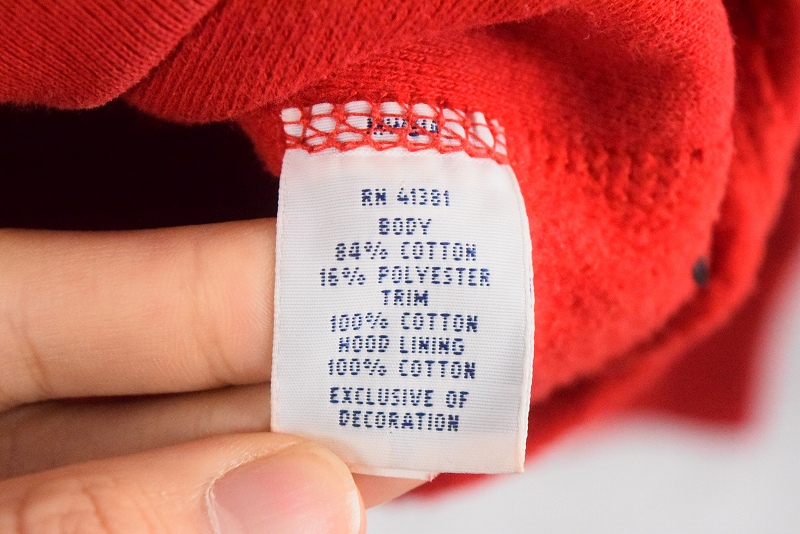 RN 41381
BODY
84% COTTON
16% POLYESTER
TRIM
100% COTTON
HOOD LINING
100% COTTON
EXCLUSIVE OF
DECORATION